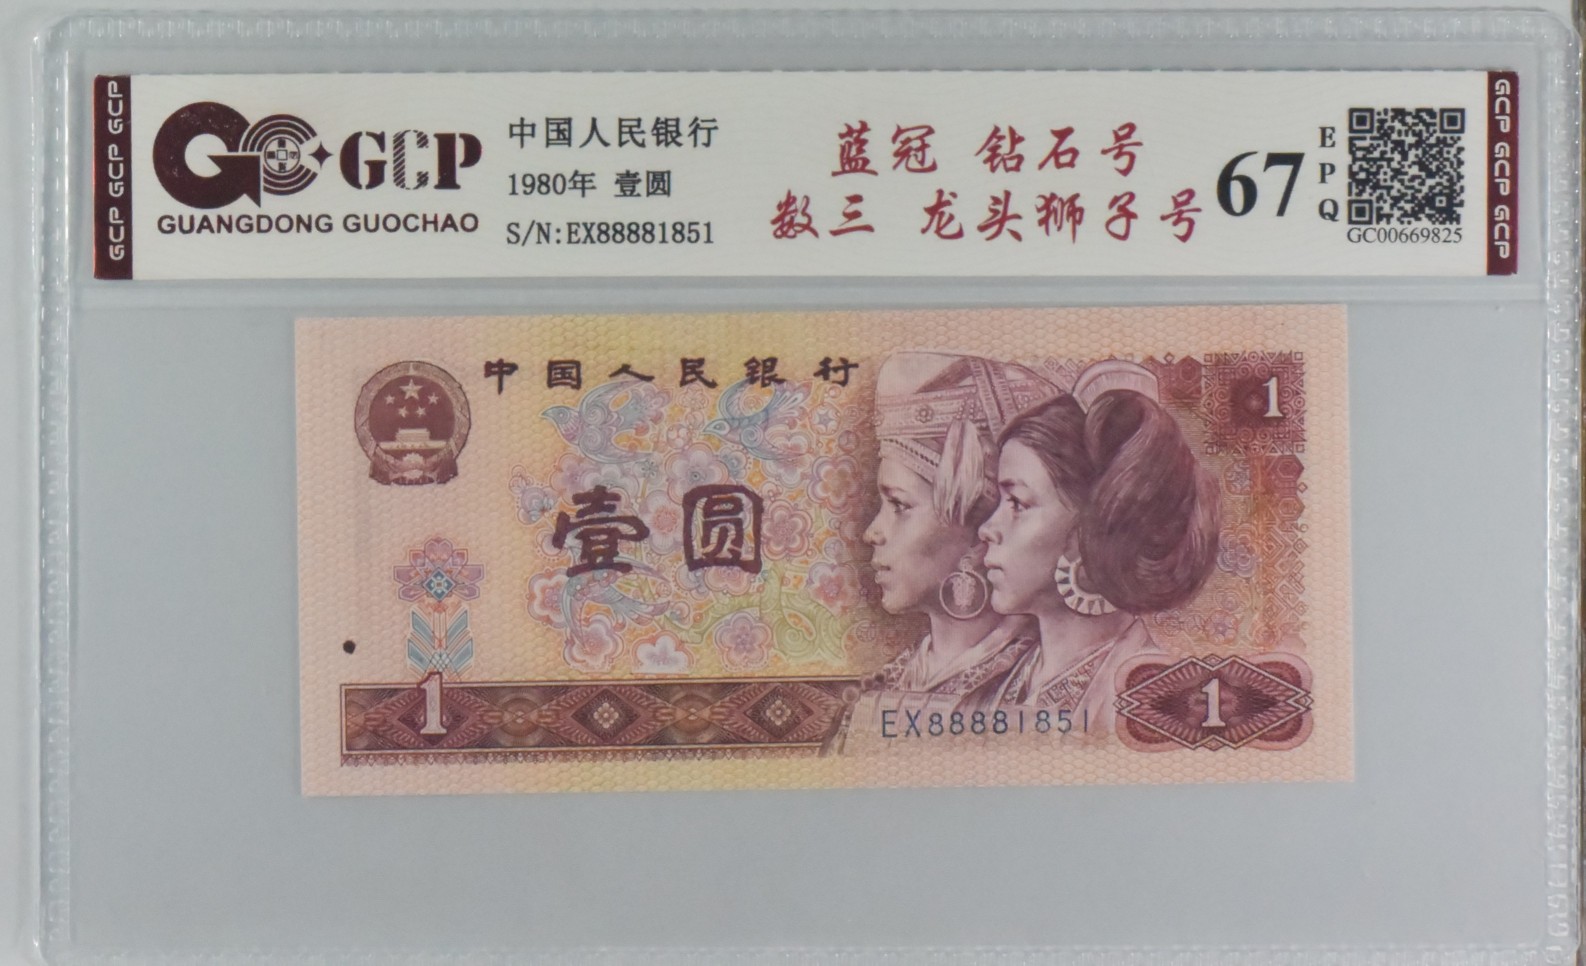 GCP GCP GCP
GCP
GUANGDONG GUOCHAO
中国人民银行
1980年 壹圆
S/N:EX88881851
蓝冠 钻石号
数三 龙头狮子号
67
EPQ
GC00669825
GCP GCP GCP
中国人民银行
1
壹圆
1
EX88881851
1